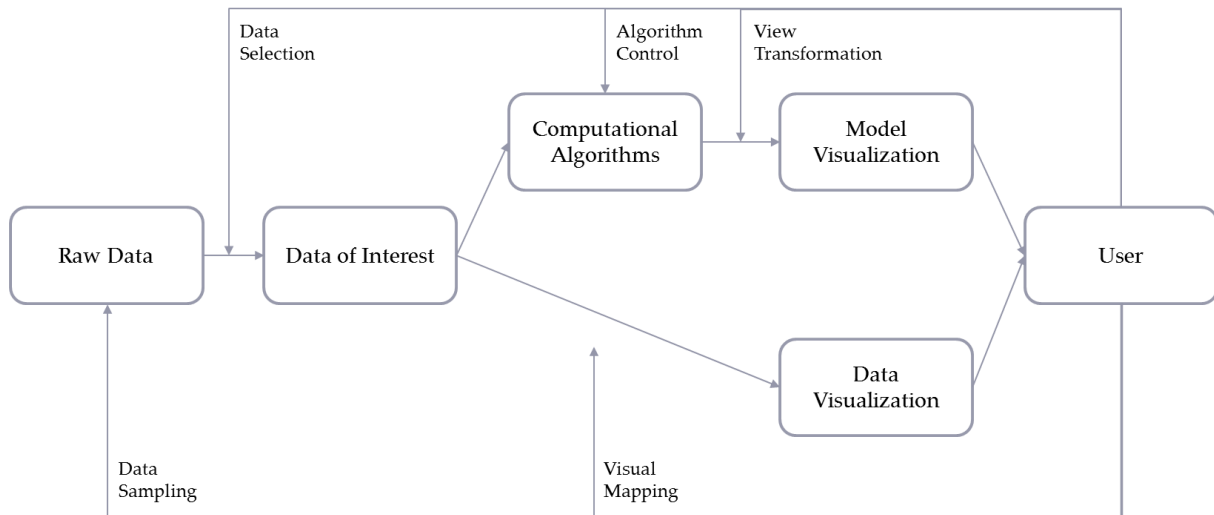 Data
Selection
Algorithm
Control
View
Transformation
Computational
Algorithms
Model
Visualization
Raw Data
Data of Interest
User
Data
Visualization
Data
Sampling
Visual
Mapping